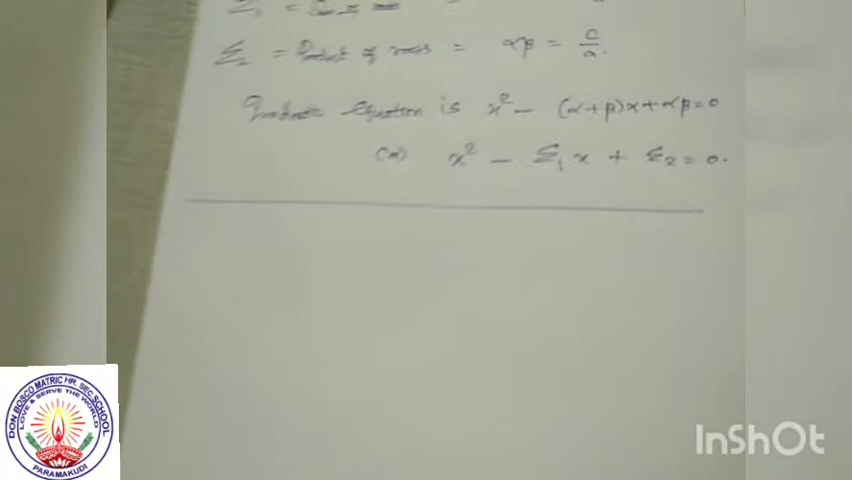 Σ₁ =
Σ₂ = Product of roots = αβ = c/a.
Quadratic Equation is x² - (α+β)x + αβ = 0
(or) x² - Σ₁x + Σ₂ = 0.
DON BOSCO MATRIC HR. SEC. SCHOOL
LOVE & SERVE THE WORLD
PARAMAKUDI
InShOt